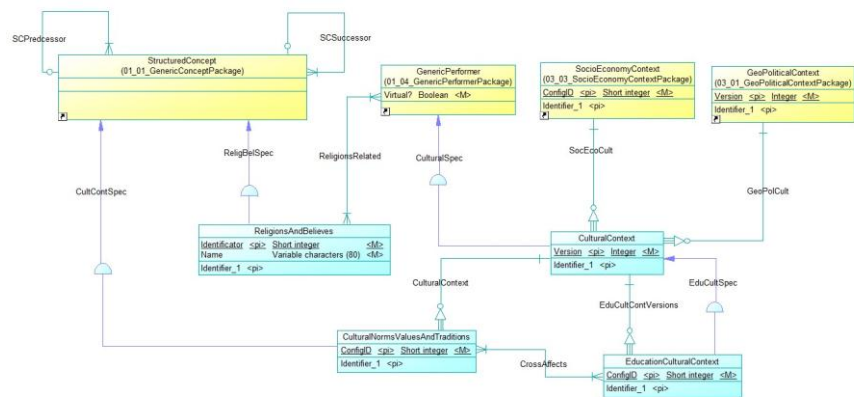 SCPredcessor
SCSuccessor
StructuredConcept
(01_01_GenericConceptPackage)
GenericPerformer
(01_04_GenericPerformerPackage)
Virtual? Boolean <M>
SocioEconomyContext
(03_03_SocioEconomyContextPackage)
ConfigID <pi> Short integer <M>
Identifier_1 <pi>
GeoPoliticalContext
(03_01_GeoPoliticalContextPackage)
Version <pi> Integer <M>
Identifier_1 <pi>
CultContSpec
ReligBelSpec
ReligionsRelated
CulturalSpec
SocEcoCult
GeoPolCult
ReligionsAndBelieves
Identificator <pi> Short integer <M>
Name Variable characters (80) <M>
Identifier_1 <pi>
CulturalContext
Version <pi> Integer <M>
Identifier_1 <pi>
CulturalContext
EduCultSpec
EduCultContVersions
CulturalNormsValuesAndTraditions
ConfigID <pi> Short integer <M>
Identifier_1 <pi>
CrossAffects
EducationCulturalContext
ConfigID <pi> Short integer <M>
Identifier_1 <pi>